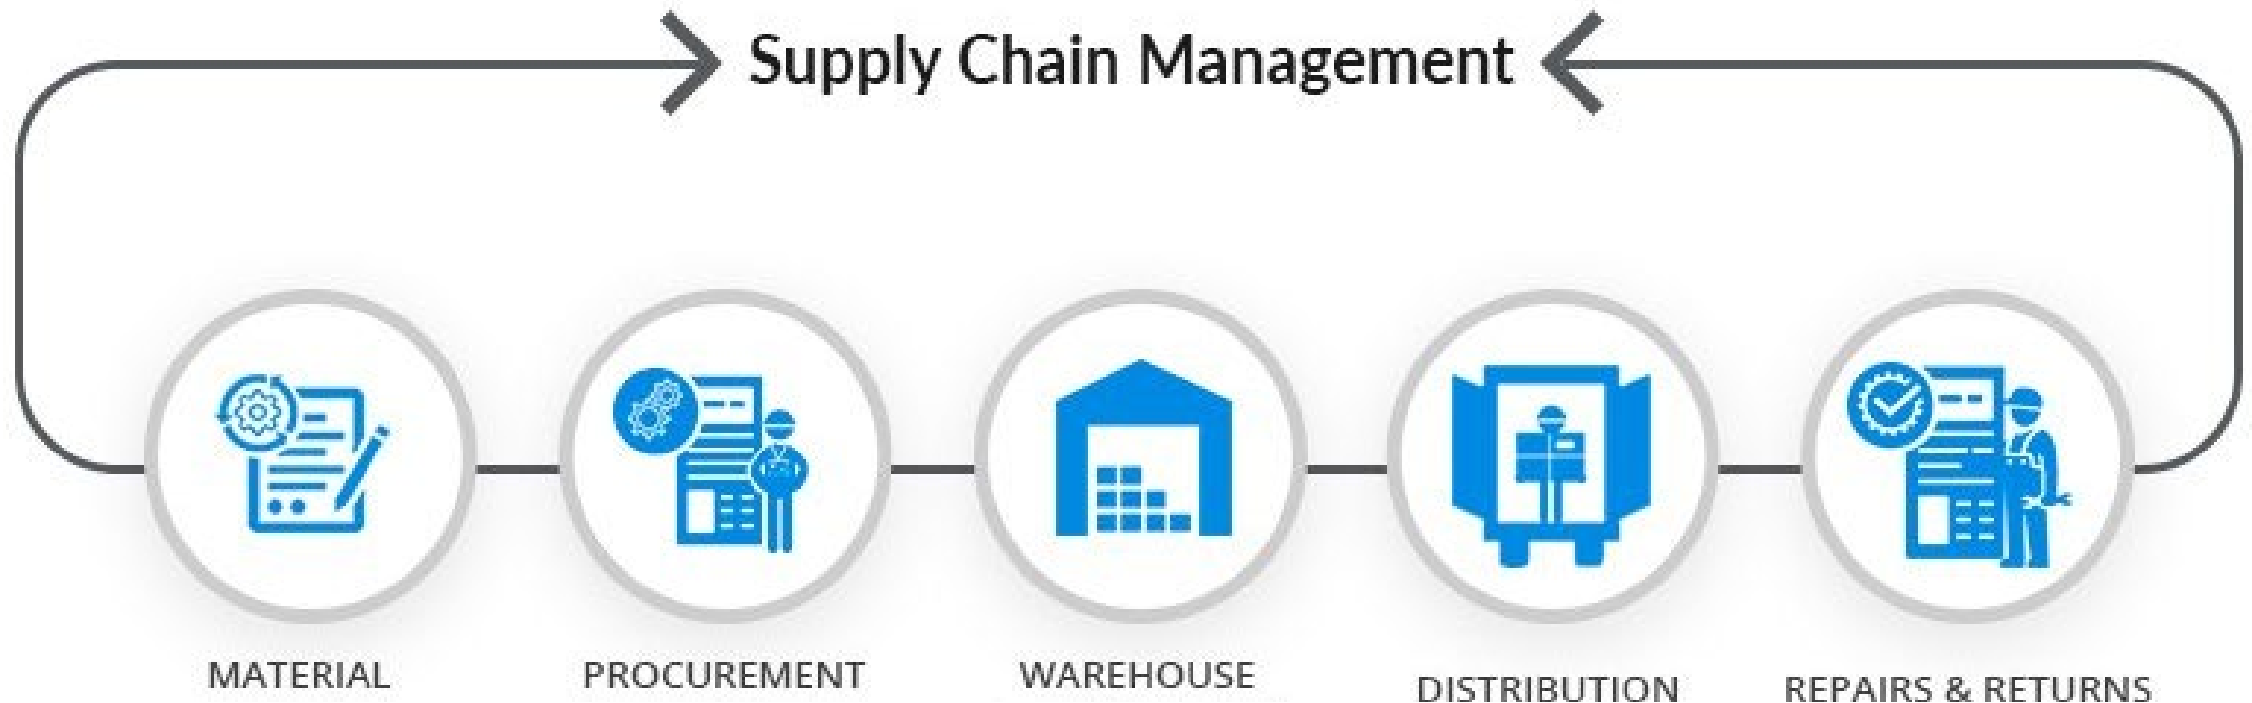 Supply Chain Management
MATERIAL
PROCUREMENT
WAREHOUSE
DISTRIBUTION
REPAIRS & RETURNS